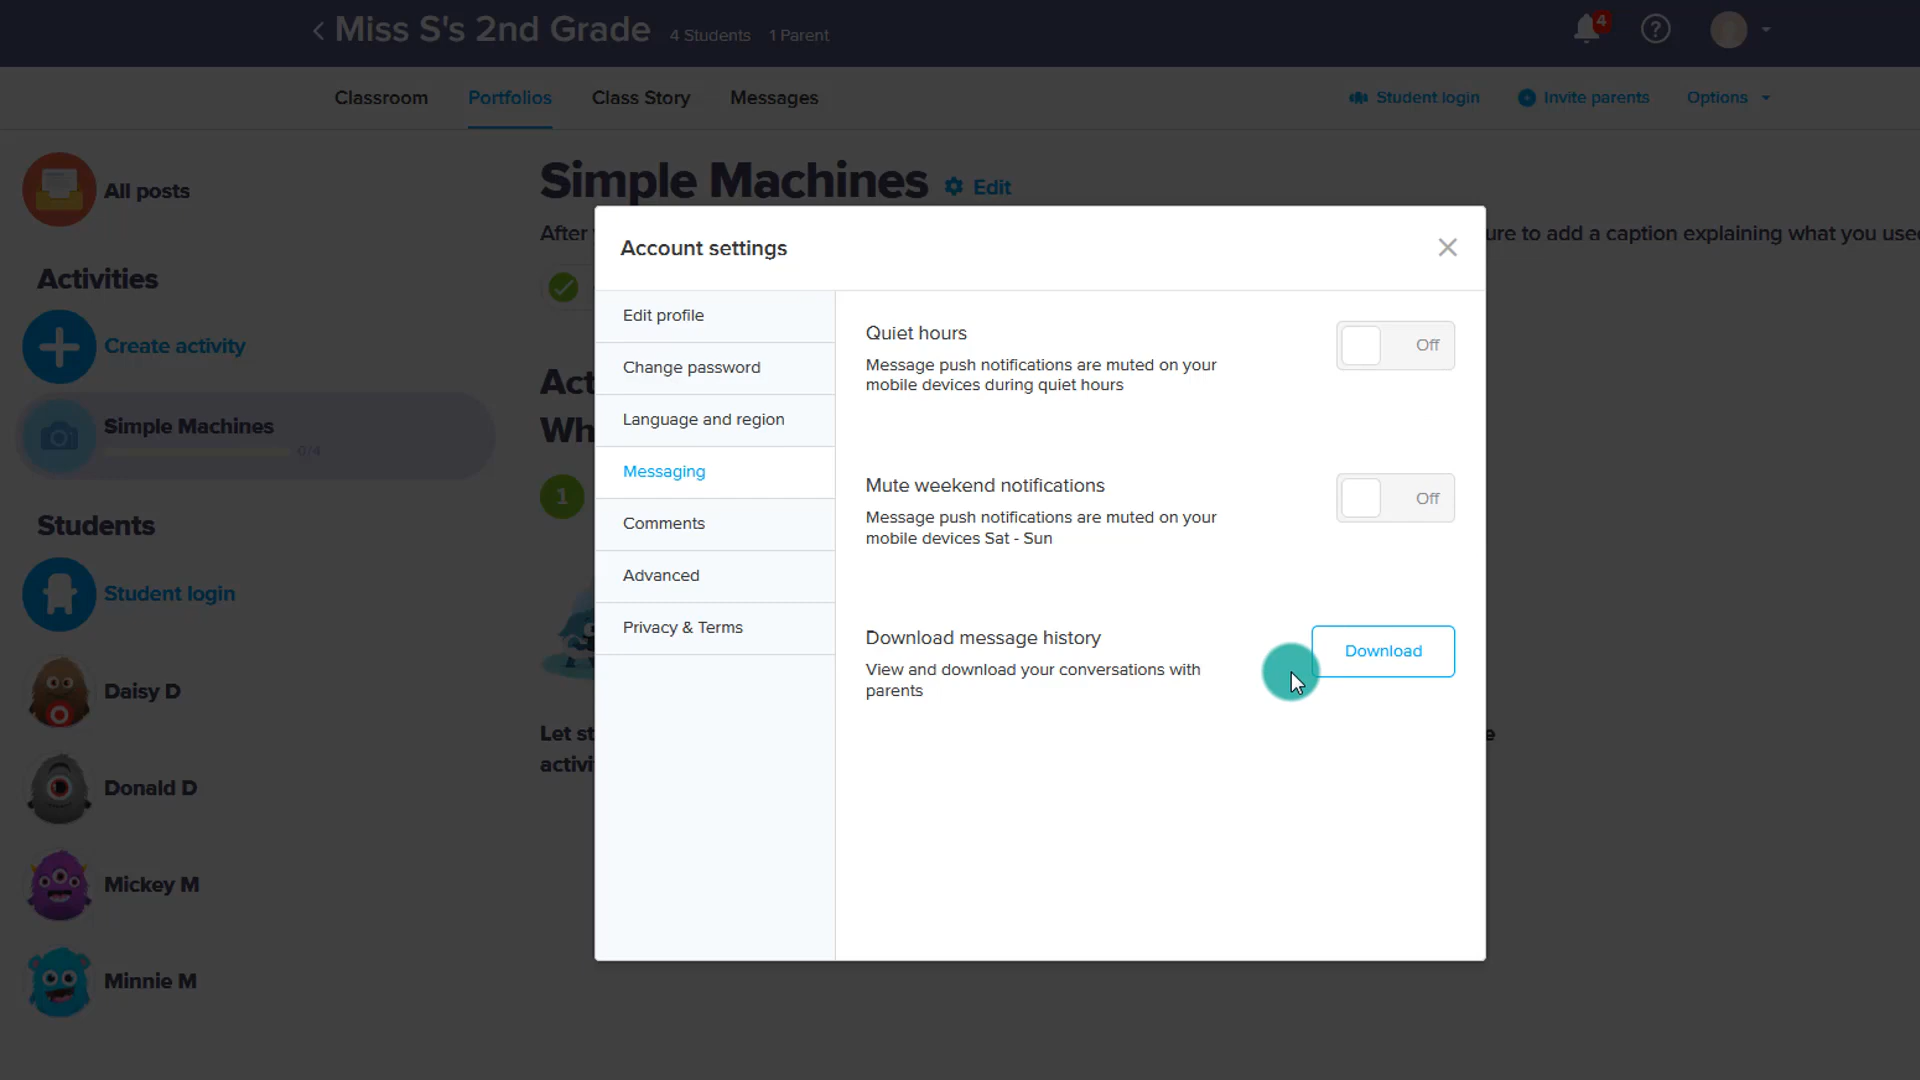 Miss S's 2nd Grade 4 Students 1 Parent
4
?
Classroom Portfolios Class Story Messages
Student login Invite parents Options
All posts
Activities
Create activity
Simple Machines
0/4
Students
Student login
Daisy D
Donald D
Mickey M
Minnie M
Simple Machines Edit
After
ure to add a caption explaining what you use
Act
Wh
1
Let st
e
activi
Account settings
Edit profile
Change password
Language and region
Messaging
Comments
Advanced
Privacy & Terms
Quiet hours
Off
Message push notifications are muted on your
mobile devices during quiet hours
Mute weekend notifications
Off
Message push notifications are muted on your
mobile devices Sat - Sun
Download message history
Download
View and download your conversations with
parents